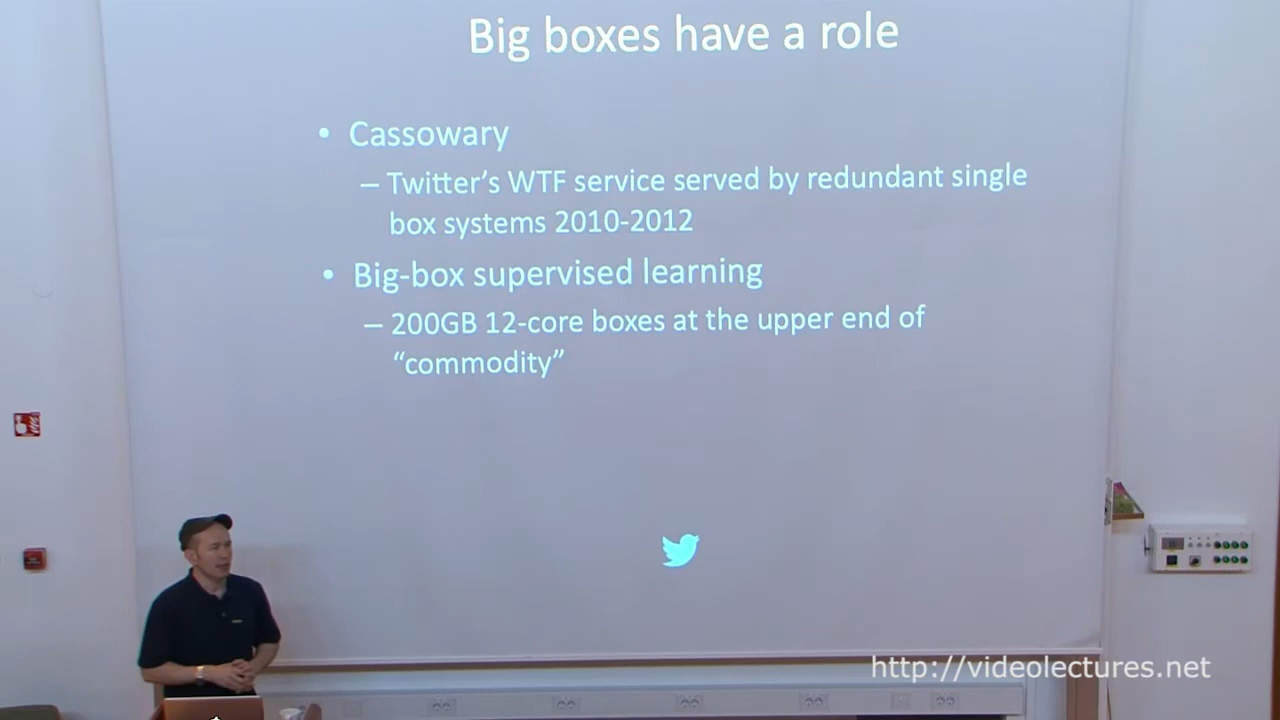 Big boxes have a role
• Cassowary
– Twitter’s WTF service served by redundant single
box systems 2010-2012
• Big-box supervised learning
– 200GB 12-core boxes at the upper end of
“commodity”
http://videolectures.net